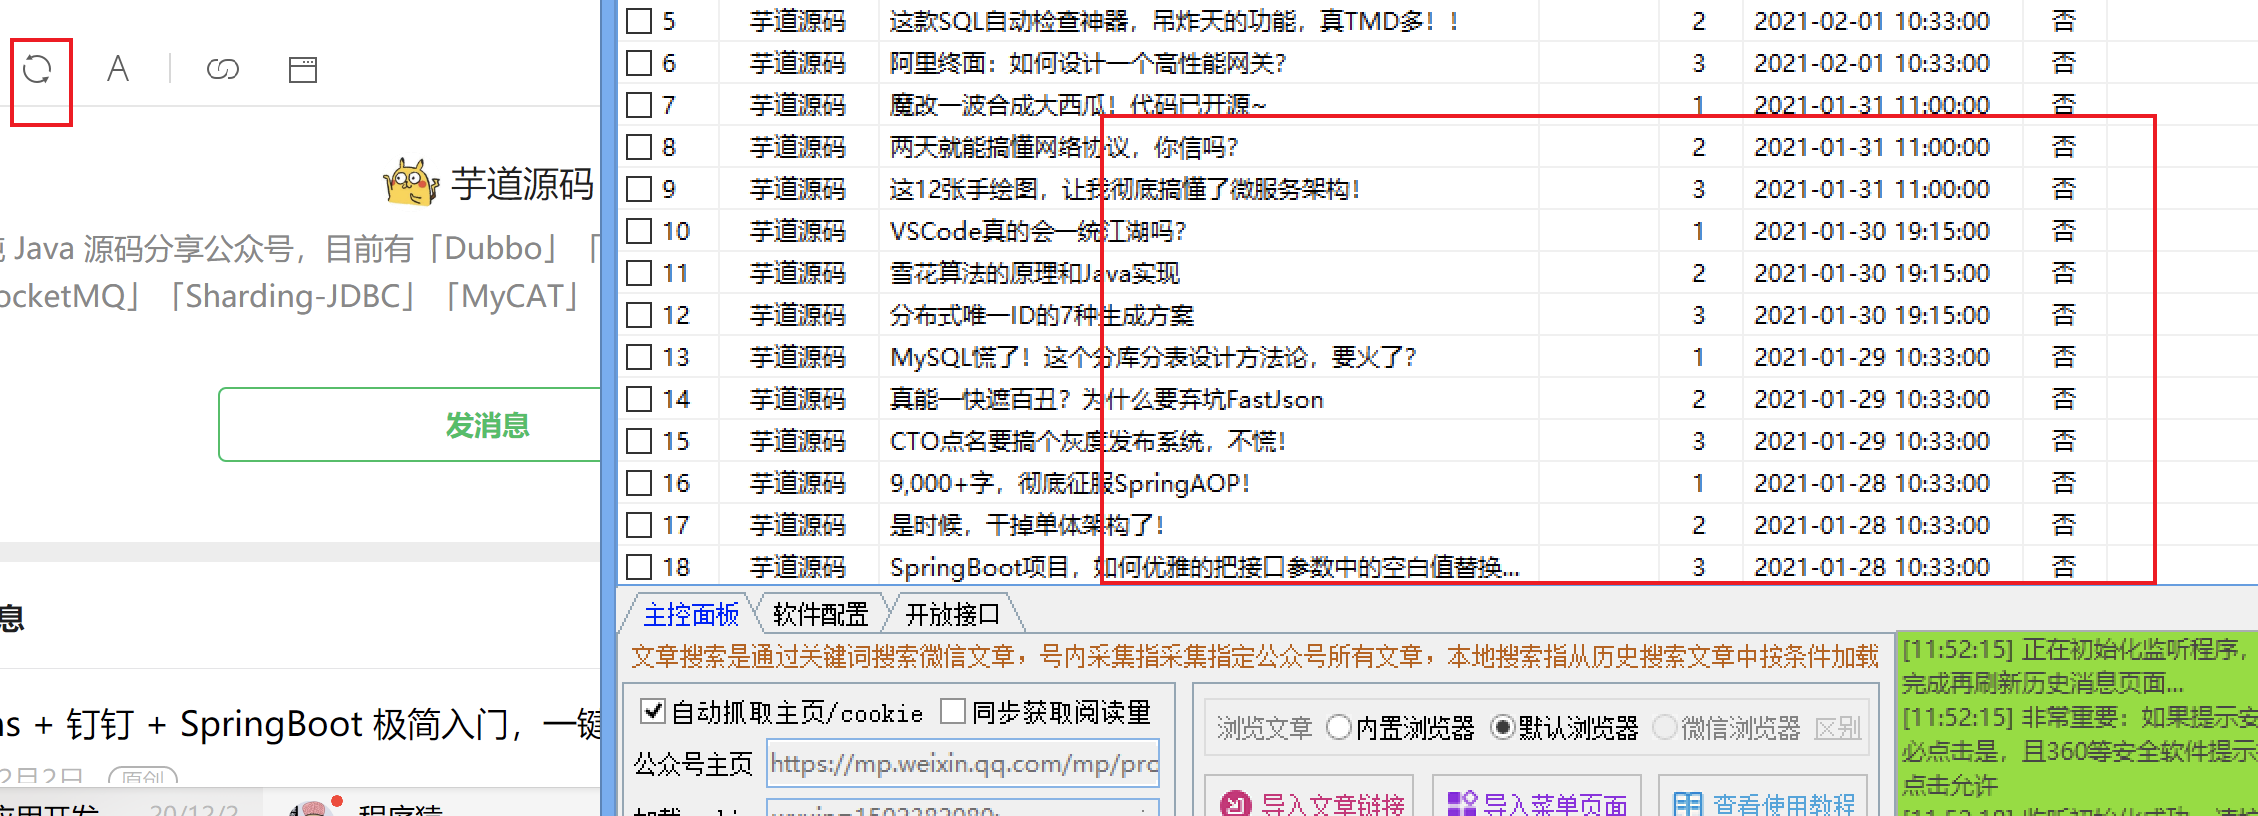 A
芋道源码
Java 源码分享公众号，目前有「Dubbo」「
ocketMQ」「Sharding-JDBC」「MyCAT」
发消息
息
ns + 钉钉 + SpringBoot 极简入门，一键
2月2日 原创
应用开发 20/12/2
程序猿
5 芋道源码 这款SQL自动检查神器，吊炸天的功能，真TMD多！！ 2 2021-02-01 10:33:00 否
6 芋道源码 阿里终面：如何设计一个高性能网关？ 3 2021-02-01 10:33:00 否
7 芋道源码 魔改一波合成大西瓜！代码已开源~ 1 2021-01-31 11:00:00 否
8 芋道源码 两天就能搞懂网络协议，你信吗？ 2 2021-01-31 11:00:00 否
9 芋道源码 这12张手绘图，让我彻底搞懂了微服务架构！ 3 2021-01-31 11:00:00 否
10 芋道源码 VSCode真的会一统江湖吗？ 1 2021-01-30 19:15:00 否
11 芋道源码 雪花算法的原理和Java实现 2 2021-01-30 19:15:00 否
12 芋道源码 分布式唯一ID的7种生成方案 3 2021-01-30 19:15:00 否
13 芋道源码 MySQL慌了！这个分库分表设计方法论，要火了？ 1 2021-01-29 10:33:00 否
14 芋道源码 真能一快遮百丑？为什么要弃坑FastJson 2 2021-01-29 10:33:00 否
15 芋道源码 CTO点名要搞个灰度发布系统，不慌！ 3 2021-01-29 10:33:00 否
16 芋道源码 9,000+字，彻底征服SpringAOP！ 1 2021-01-28 10:33:00 否
17 芋道源码 是时候，干掉单体架构了！ 2 2021-01-28 10:33:00 否
18 芋道源码 SpringBoot项目，如何优雅的把接口参数中的空白值替换... 3 2021-01-28 10:33:00 否
主控面板 软件配置 开放接口
文章搜索是通过关键词搜索微信文章，号内采集指采集指定公众号所有文章，本地搜索指从历史搜索文章中按条件加载
自动抓取主页/cookie 同步获取阅读量
公众号主页 https://mp.weixin.qq.com/mp/prc
浏览文章 内置浏览器 默认浏览器 微信浏览器 区别
导入文章链接 导入菜单页面 查看使用教程
[11:52:15] 正在初始化监听程序，
完成再刷新历史消息页面...
[11:52:15] 非常重要：如果提示安
必点击是，且360等安全软件提示
点击允许